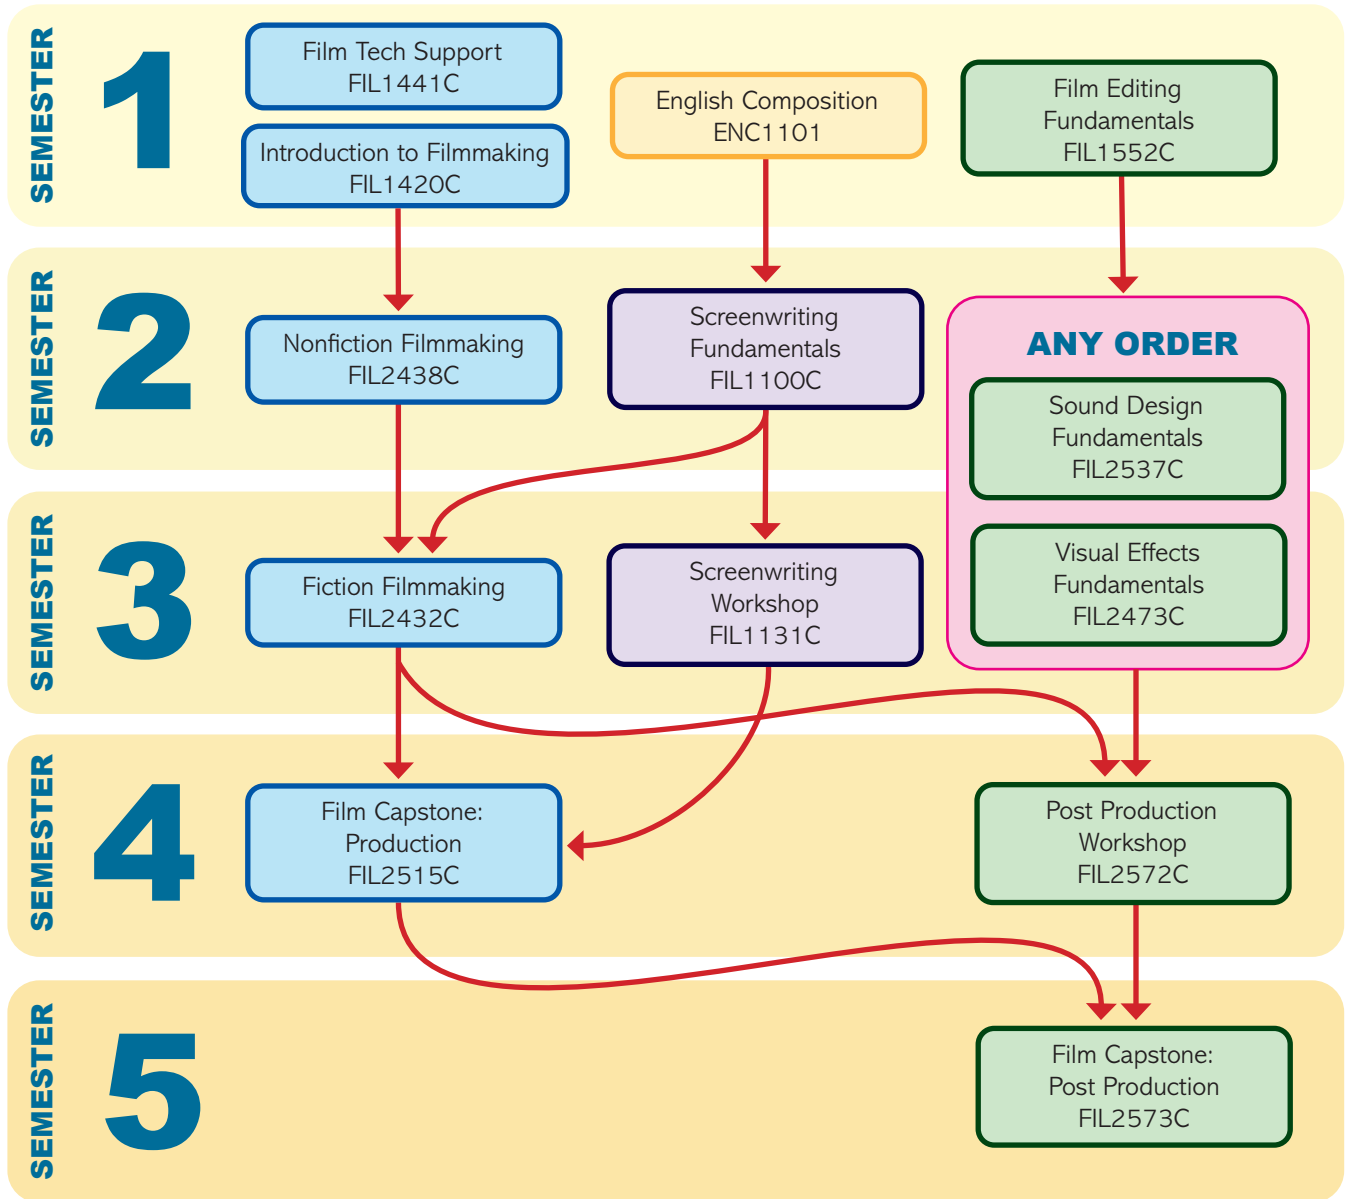 SEMESTER
1
Film Tech Support
FIL1441C
Introduction to Filmmaking
FIL1420C
English Composition
ENC1101
Film Editing
Fundamentals
FIL1552C
SEMESTER
2
Nonfiction Filmmaking
FIL2438C
Screenwriting
Fundamentals
FIL1100C
ANY ORDER
Sound Design
Fundamentals
FIL2537C
Visual Effects
Fundamentals
FIL2473C
SEMESTER
3
Fiction Filmmaking
FIL2432C
Screenwriting
Workshop
FIL1131C
SEMESTER
4
Film Capstone:
Production
FIL2515C
Post Production
Workshop
FIL2572C
SEMESTER
5
Film Capstone:
Post Production
FIL2573C